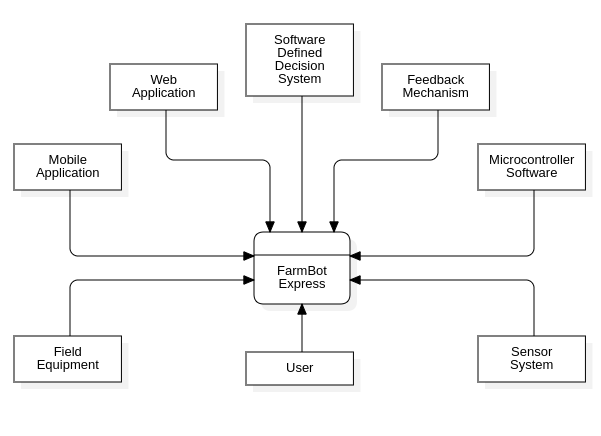 Software
Defined
Decision
System
Web
Application
Feedback
Mechanism
Mobile
Application
Microcontroller
Software
FarmBot
Express
Field
Equipment
User
Sensor
System